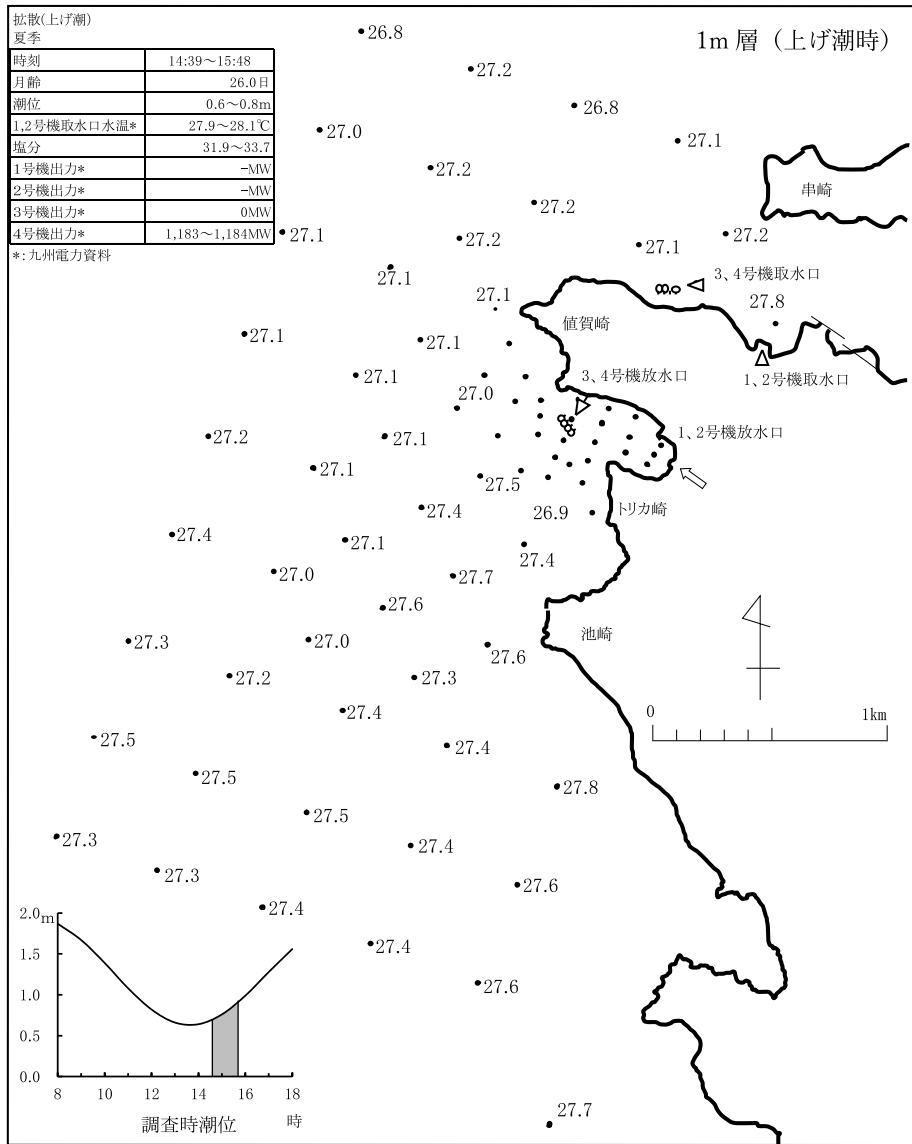 拡散(上げ潮)
夏季
時刻 14:39～15:48
月齢 26.0日
潮位 0.6～0.8m
1,2号機取水口水温* 27.9～28.1℃
塩分 31.9～33.7
1号機出力* −MW
2号機出力* −MW
3号機出力* 0MW
4号機出力* 1,183～1,184MW
*:九州電力資料
1m 層（上げ潮時）
26.8
27.2
26.8
27.0
27.1
27.2
串崎
27.2
27.1
27.2
27.1
27.2
27.1
3、4号機取水口
27.1
27.8
値賀崎
27.1
27.1
27.1
3、4号機放水口
1、2号機取水口
27.0
27.2
27.1
1、2号機放水口
27.1
27.5
27.4
26.9
トリカ崎
27.4
27.1
27.4
27.0
27.7
27.6
池崎
27.3
27.0
27.6
27.2
27.3
27.4
0 1km
27.5
27.4
27.5
27.8
27.5
27.3
27.4
27.3
27.6
27.4
27.4
27.6
27.7
2.0m
1.5
1.0
0.5
0.0
8 10 12 14 16 18
調査時潮位 時